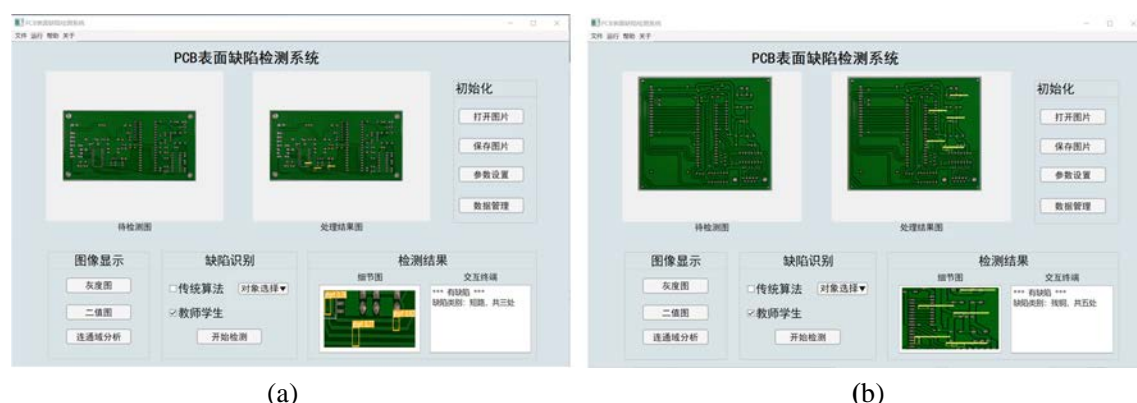 PCB表面缺陷检测系统
文件 运行 帮助 关于
PCB表面缺陷检测系统
待检测图
处理结果图
初始化
打开图片
保存图片
参数设置
数据管理
图像显示
灰度图
二值图
连通域分析
缺陷识别
传统算法 对象选择▼
教师学生
开始检测
检测结果
细节图
交互终端
*** 有缺陷 ***
缺陷类别：短路，共三处
(a)
PCB表面缺陷检测系统
文件 运行 帮助 关于
PCB表面缺陷检测系统
待检测图
处理结果图
初始化
打开图片
保存图片
参数设置
数据管理
图像显示
灰度图
二值图
连通域分析
缺陷识别
传统算法 对象选择▼
教师学生
开始检测
检测结果
细节图
交互终端
*** 有缺陷 ***
缺陷类别：残铜，共五处
(b)